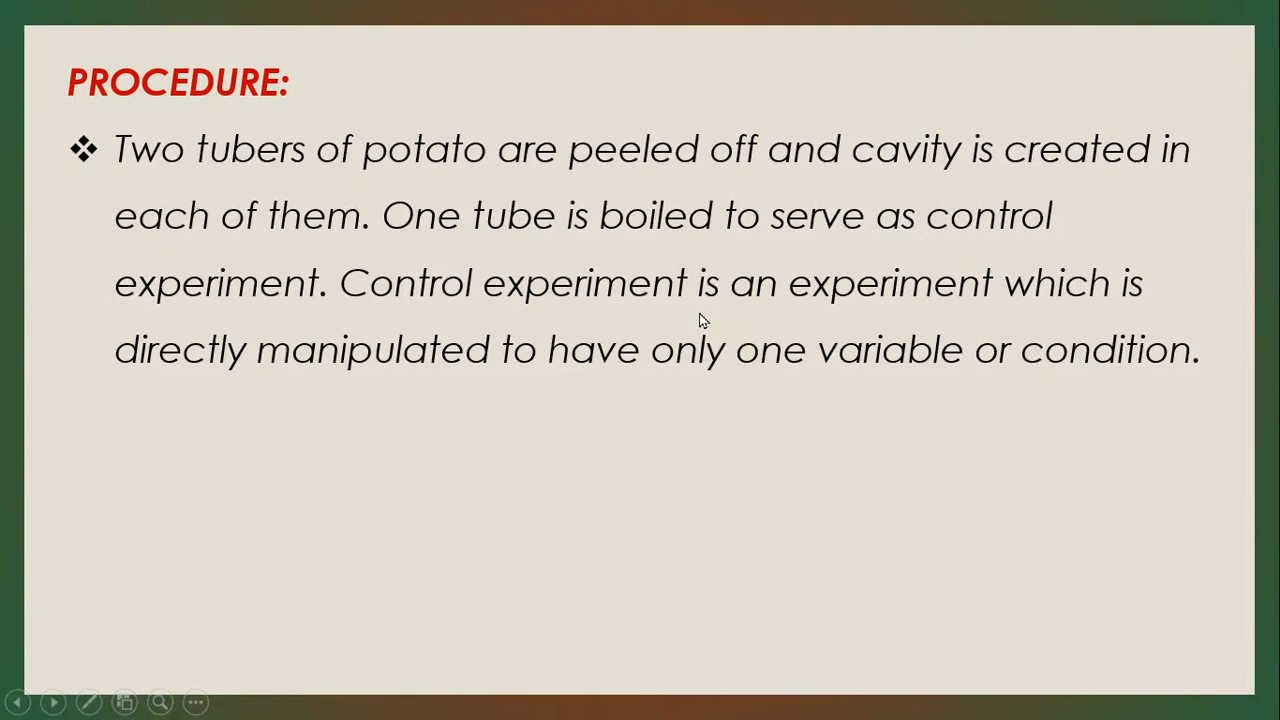 PROCEDURE:
❖ Two tubers of potato are peeled off and cavity is created in
each of them. One tube is boiled to serve as control
experiment. Control experiment is an experiment which is
directly manipulated to have only one variable or condition.